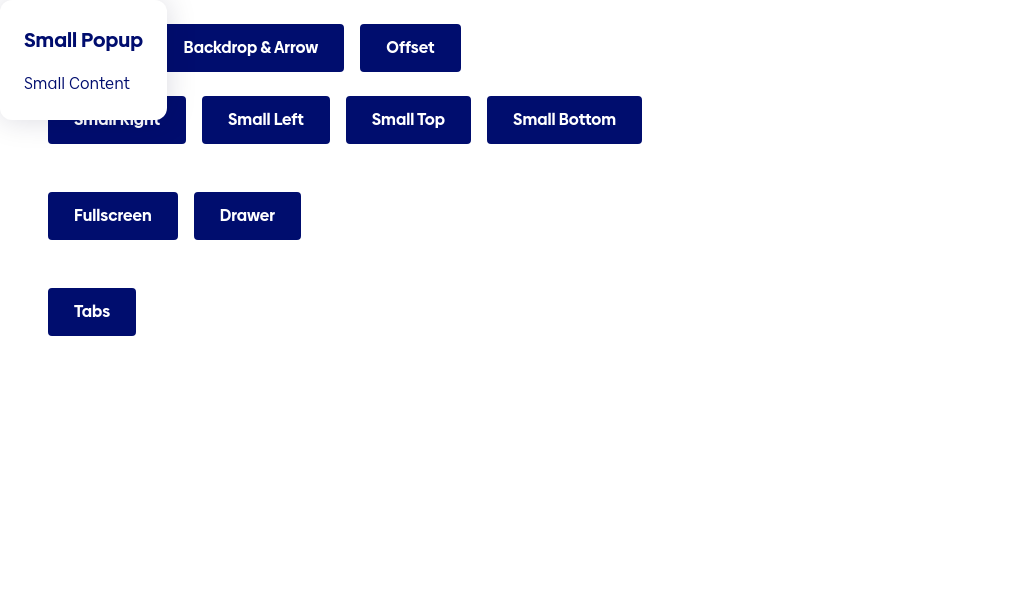 Small Popup
Small Content
Backdrop & Arrow
Offset
Small Right
Small Left
Small Top
Small Bottom
Fullscreen
Drawer
Tabs